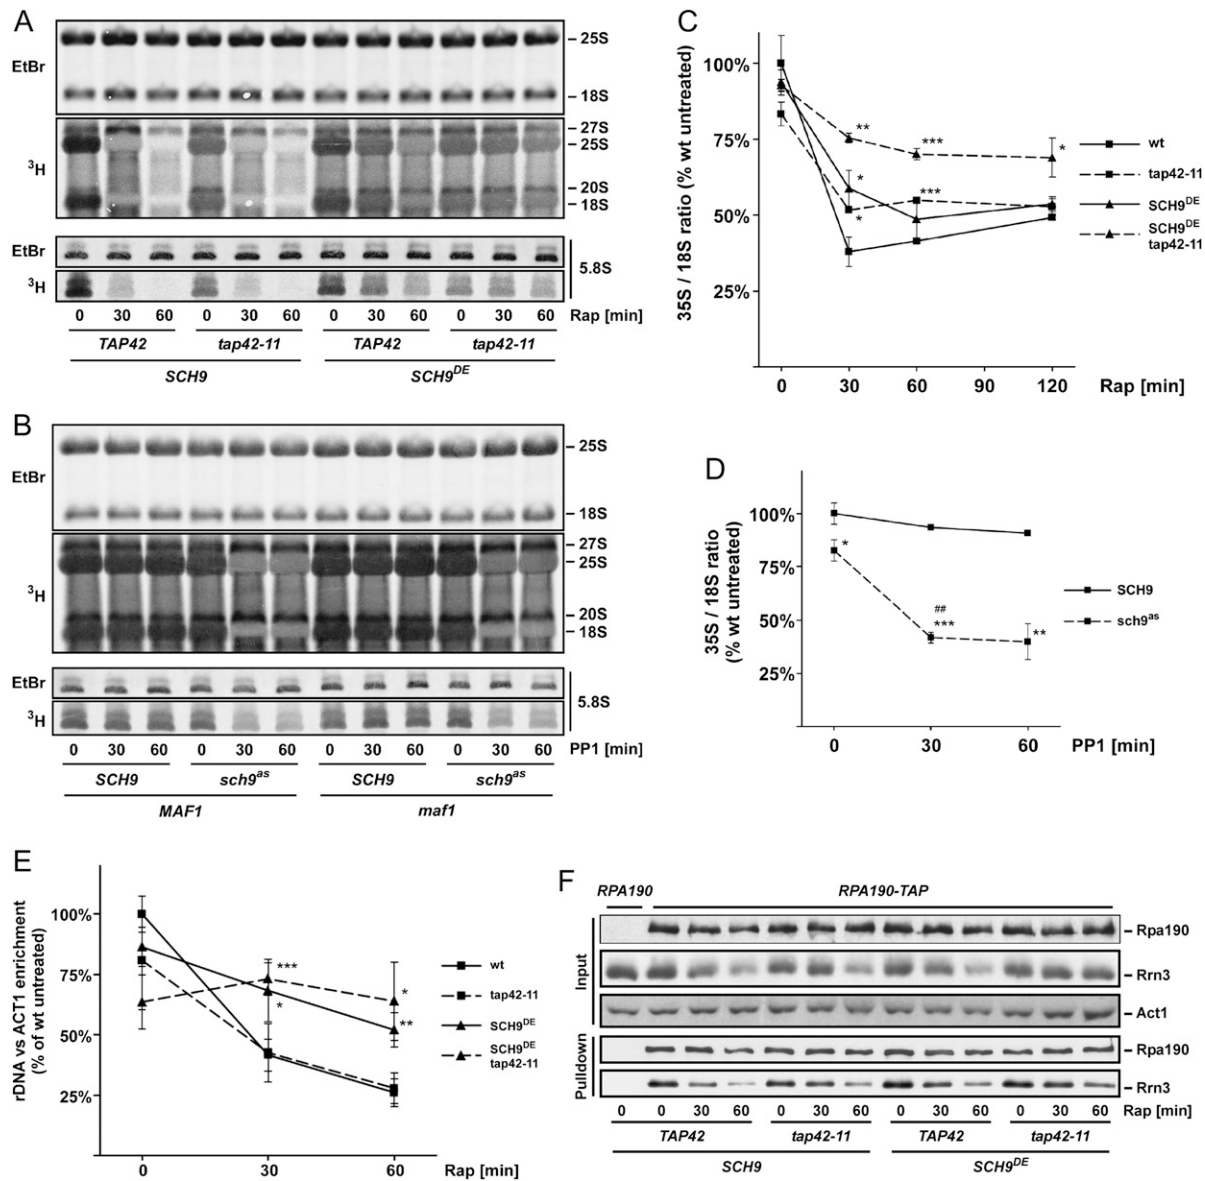 A
EtBr
25S
18S
³H
27S
25S
20S
18S
EtBr
³H
5.8S
0 30 60 0 30 60 0 30 60 0 30 60 Rap [min]
TAP42 tap42-11 TAP42 tap42-11
SCH9 SCH9ᴰᴱ
B
EtBr
25S
18S
³H
27S
25S
20S
18S
EtBr
³H
5.8S
0 30 60 0 30 60 0 30 60 0 30 60 PP1 [min]
SCH9 sch9ᵃˢ SCH9 sch9ᵃˢ
MAF1 maf1
C
35S / 18S ratio (% wt untreated)
100%
75%
50%
25%
** *** *
* ***
*
wt
tap42-11
SCH9ᴰᴱ
SCH9ᴰᴱ
tap42-11
0 30 60 90 120 Rap [min]
D
35S / 18S ratio
(% wt untreated)
100%
75%
50%
25%
*
##
*** **
SCH9
sch9ᵃˢ
0 30 60 PP1 [min]
E
rDNA vs ACT1 enrichment
(% of wt untreated)
100%
75%
50%
25%
*** *
* **
wt
tap42-11
SCH9ᴰᴱ
SCH9ᴰᴱ
tap42-11
0 30 60 Rap [min]
F
RPA190 RPA190-TAP
Input
Rpa190
Rrn3
Act1
Pulldown
Rpa190
Rrn3
0 0 30 60 0 30 60 0 30 60 0 30 60 Rap [min]
TAP42 tap42-11 TAP42 tap42-11
SCH9 SCH9ᴰᴱ